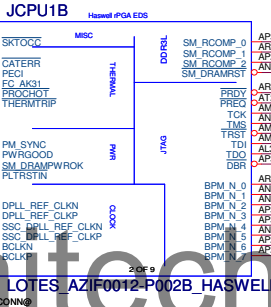 JCPU1B
Haswell rPGA EDS
MISC
SKTOCC
CATERR
PECI
FC_AK31
PROCHOT
THERMTRIP
THERMAL
PM_SYNC
PWRGOOD
SM_DRAMPWROK
PLTRSTIN
PWR
DPLL_REF_CLKN
DPLL_REF_CLKP
SSC_DPLL_REF_CLKN
SSC_DPLL_REF_CLKP
BCLKN
BCLKP
CLOCK
DDR3L
SM_RCOMP_0
SM_RCOMP_1
SM_RCOMP_2
SM_DRAMRST
JTAG
PRDY
PREQ
TCK
TMS
TRST
TDI
TDO
DBR
BPM_N_0
BPM_N_1
BPM_N_2
BPM_N_3
BPM_N_4
BPM_N_5
BPM_N_6
BPM_N_7
2 OF 9
LOTES_AZIF0012-P002B_HASWEL
CONN@